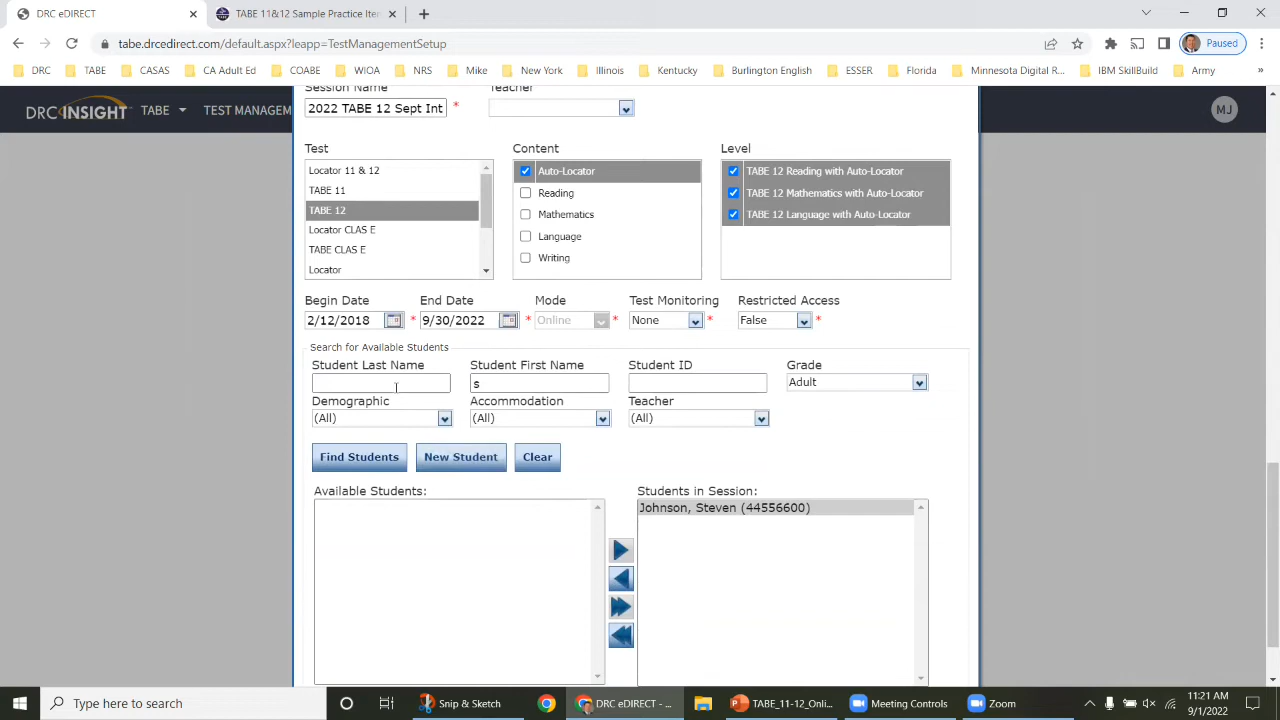 DRC eDIRECT
TABE 11&12 Sample Practice Iter
tabe.drcedirect.com/default.aspx?leapp=TestManagementSetup
Paused
DRC
TABE
CASAS
CA Adult Ed
COABE
WIOA
NRS
Mike
New York
Illinois
Kentucky
Burlington English
ESSER
Florida
Minnesota Digital R...
IBM SkillBuild
Army
»
DRC INSIGHT
TABE
TEST MANAGEM
MJ
Session Name
Teacher
2022 TABE 12 Sept Int
*
Test
Content
Level
Locator 11 & 12
TABE 11
TABE 12
Locator CLAS E
TABE CLAS E
Locator
Auto-Locator
Reading
Mathematics
Language
Writing
TABE 12 Reading with Auto-Locator
TABE 12 Mathematics with Auto-Locator
TABE 12 Language with Auto-Locator
Begin Date
End Date
Mode
Test Monitoring
Restricted Access
2/12/2018
*
9/30/2022
*
Online
*
None
*
False
*
Search for Available Students
Student Last Name
Student First Name
Student ID
Grade
s
Adult
Demographic
Accommodation
Teacher
(All)
(All)
(All)
Find Students
New Student
Clear
Available Students:
Students in Session:
Johnson, Steven (44556600)
Type here to search
Snip & Sketch
DRC eDIRECT - ...
TABE_11-12_Onli...
Meeting Controls
Zoom
11:21 AM
9/1/2022